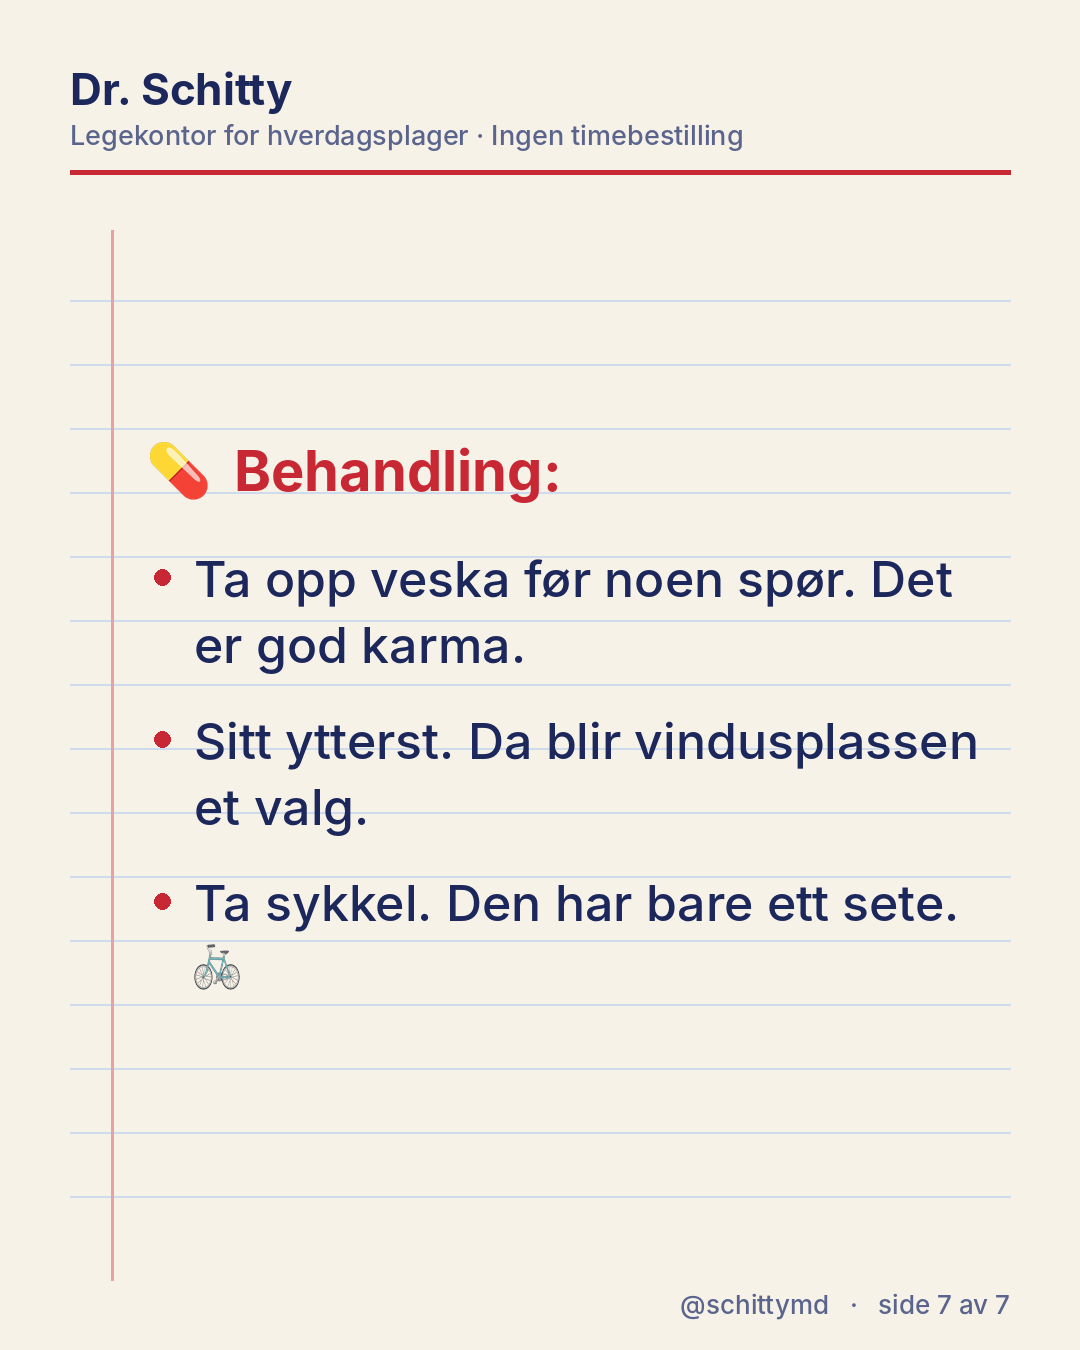 Dr. Schitty
Legekontor for hverdagsplager · Ingen timebestilling
💊 Behandling:
• Ta opp veska før noen spør. Det
er god karma.
• Sitt ytterst. Da blir vindusplassen
et valg.
• Ta sykkel. Den har bare ett sete.
🚲
@schittymd · side 7 av 7